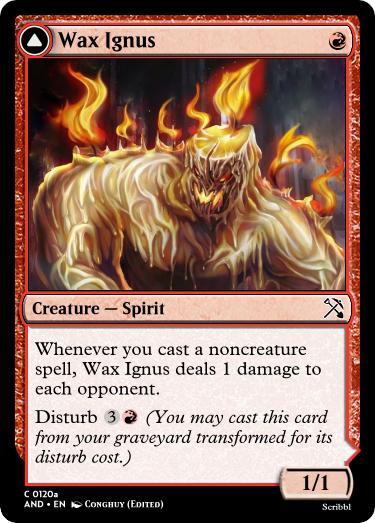 Wax Ignus
Creature — Spirit
Whenever you cast a noncreature
spell, Wax Ignus deals 1 damage to
each opponent.
Disturb 3 (You may cast this card
from your graveyard transformed for its
disturb cost.)
1/1
C 0120a
AND • EN Conghuy (Edited)
Scribbl